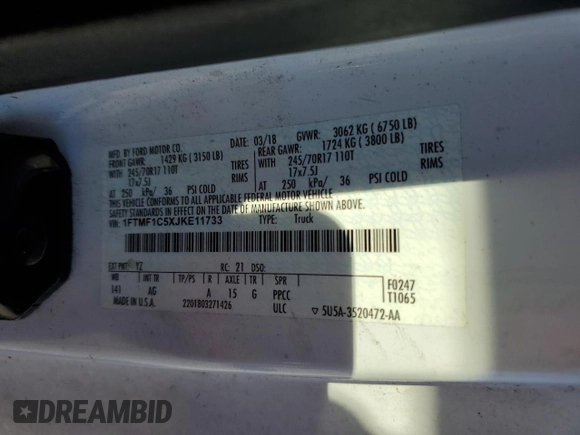 MFD. BY FORD MOTOR CO. DATE: 03/18 GVWR: 3062 KG ( 6750 LB)
FRONT GAWR: 1429 KG ( 3150 LB) REAR GAWR: 1724 KG ( 3800 LB)
WITH 245/70R17 110T TIRES WITH 245/70R17 110T TIRES
17x7.5J RIMS 17x7.5J RIMS
AT 250 kPa/ 36 PSI COLD AT 250 kPa/ 36 PSI COLD
THIS VEHICLE CONFORMS TO ALL APPLICABLE FEDERAL MOTOR VEHICLE
SAFETY STANDARDS IN EFFECT ON THE DATE OF MANUFACTURE SHOWN ABOVE.
VIN: 1FTMF1C5XJKE11733 TYPE: Truck
EXT PNT: YZ RC: 21 DSO: F0247
WB INT TR TP/PS R AXLE TR SPR T1065
141 AG A 15 G PPCC
MADE IN U.S.A. 2201803271426 ULC ▽ 5U5A-3520472-AA
DREAMBID